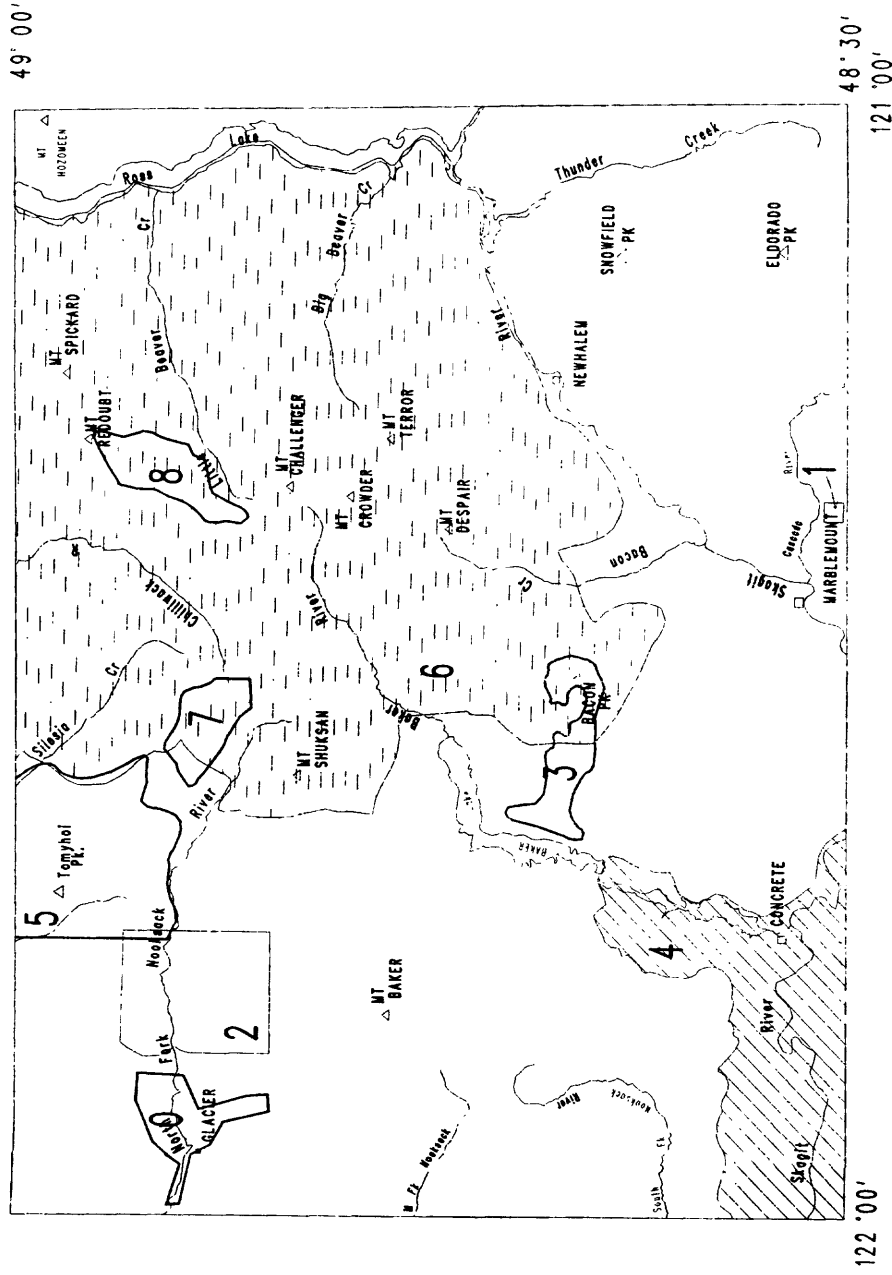 49° 00'
48° 30'
121° 00'
122° 00'
MT
HOZOMEEN
Ross
Lake
MT
SPICKARD
MT
REDOUBT
8
Little
Beaver
Cr
Big
Beaver
Cr
Chilliwack
Silesia
Cr
Tomyhoi
Pk.
5
7
River
Nooksack
Fork
North
0
GLACIER
2
MT
SHUKSAN
MT
CHALLENGER
MT
CROWDER
MT
TERROR
MT
DESPAIR
River
Baker
6
MT
BAKER
BAKER
3
BACON
PK
Cr
Bacon
River
NEWHALEM
SNOWFIELD
PK
Thunder
Creek
ELDORADO
PK
Skagit
Cascade
River
1
MARBLEMOUNT
4
CONCRETE
River
Skagit
M Fk Nooksack
River
Nooksack
South Fk